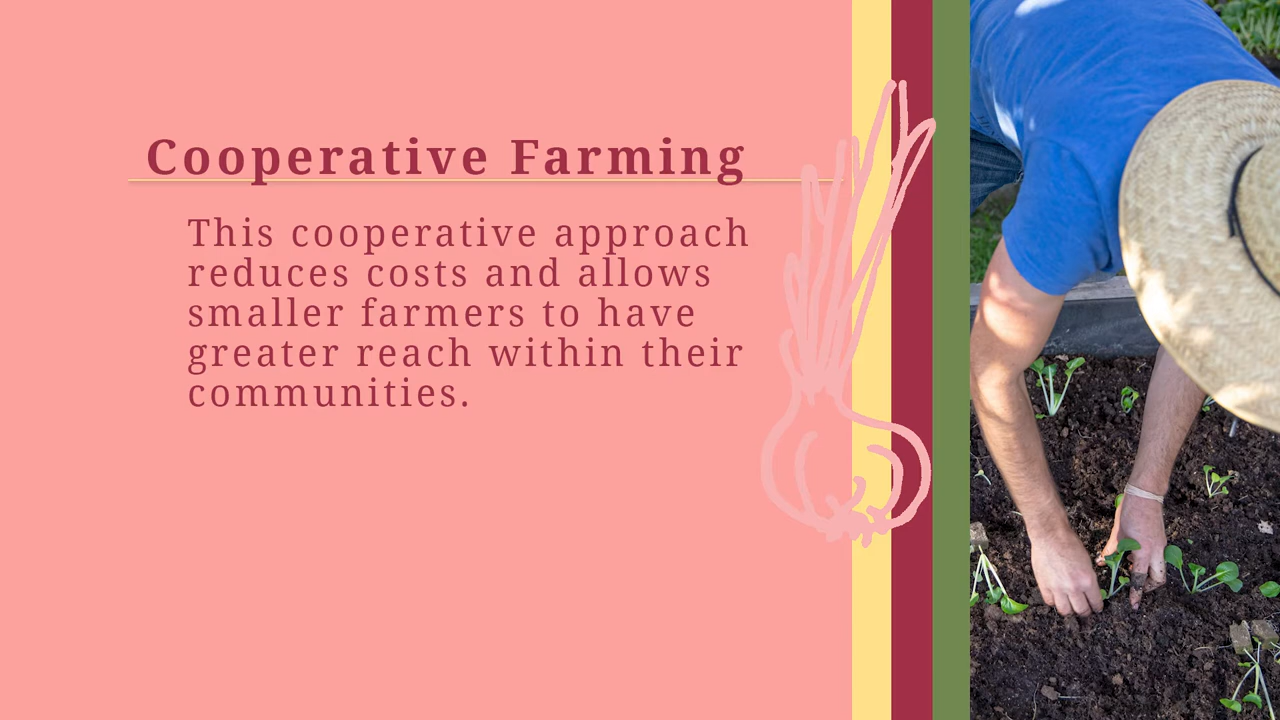 Cooperative Farming
This cooperative approach
reduces costs and allows
smaller farmers to have
greater reach within their
communities.